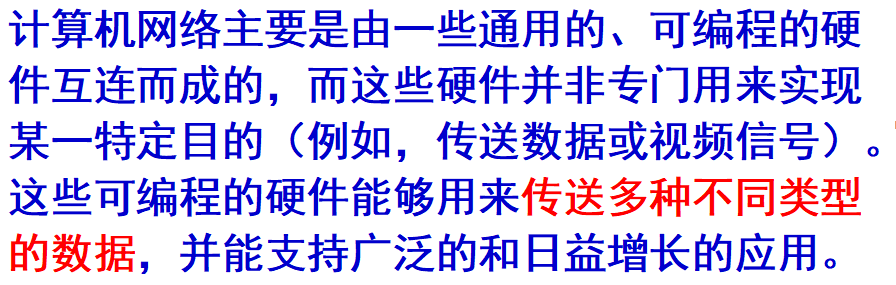 计算机网络主要是由一些通用的、可编程的硬
件互连而成的，而这些硬件并非专门用来实现
某一特定目的（例如，传送数据或视频信号）。
这些可编程的硬件能够用来传送多种不同类型
的数据，并能支持广泛的和日益增长的应用。